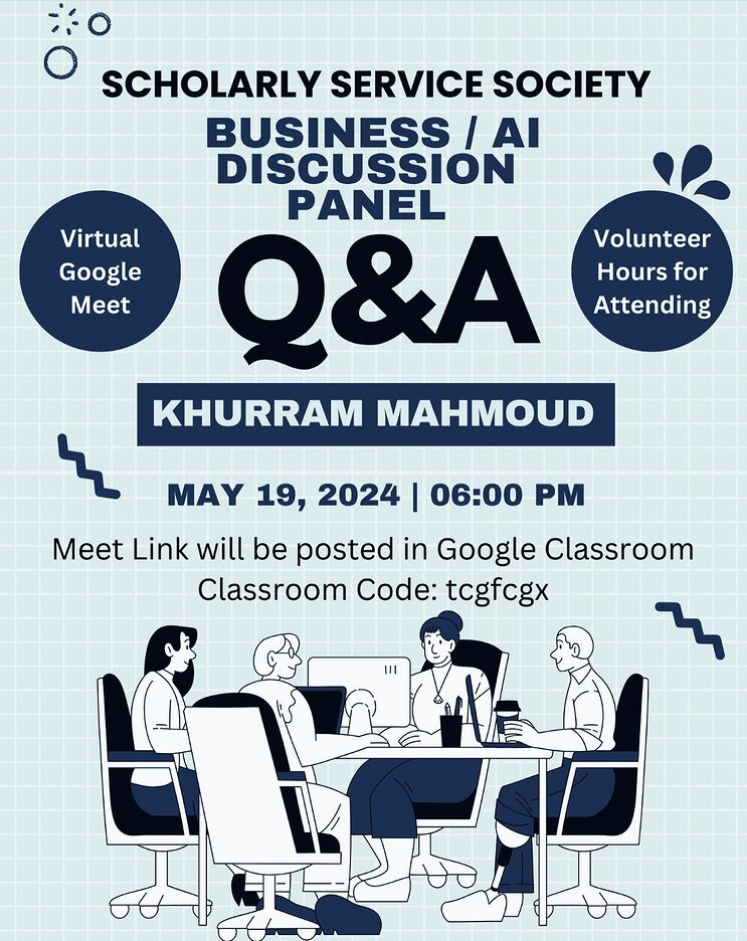 SCHOLARLY SERVICE SOCIETY
BUSINESS / AI
DISCUSSION
PANEL
Virtual
Google
Meet
Q&A
Volunteer
Hours for
Attending
KHURRAM MAHMOUD
MAY 19, 2024 | 06:00 PM
Meet Link will be posted in Google Classroom
Classroom Code: tcgfcgx